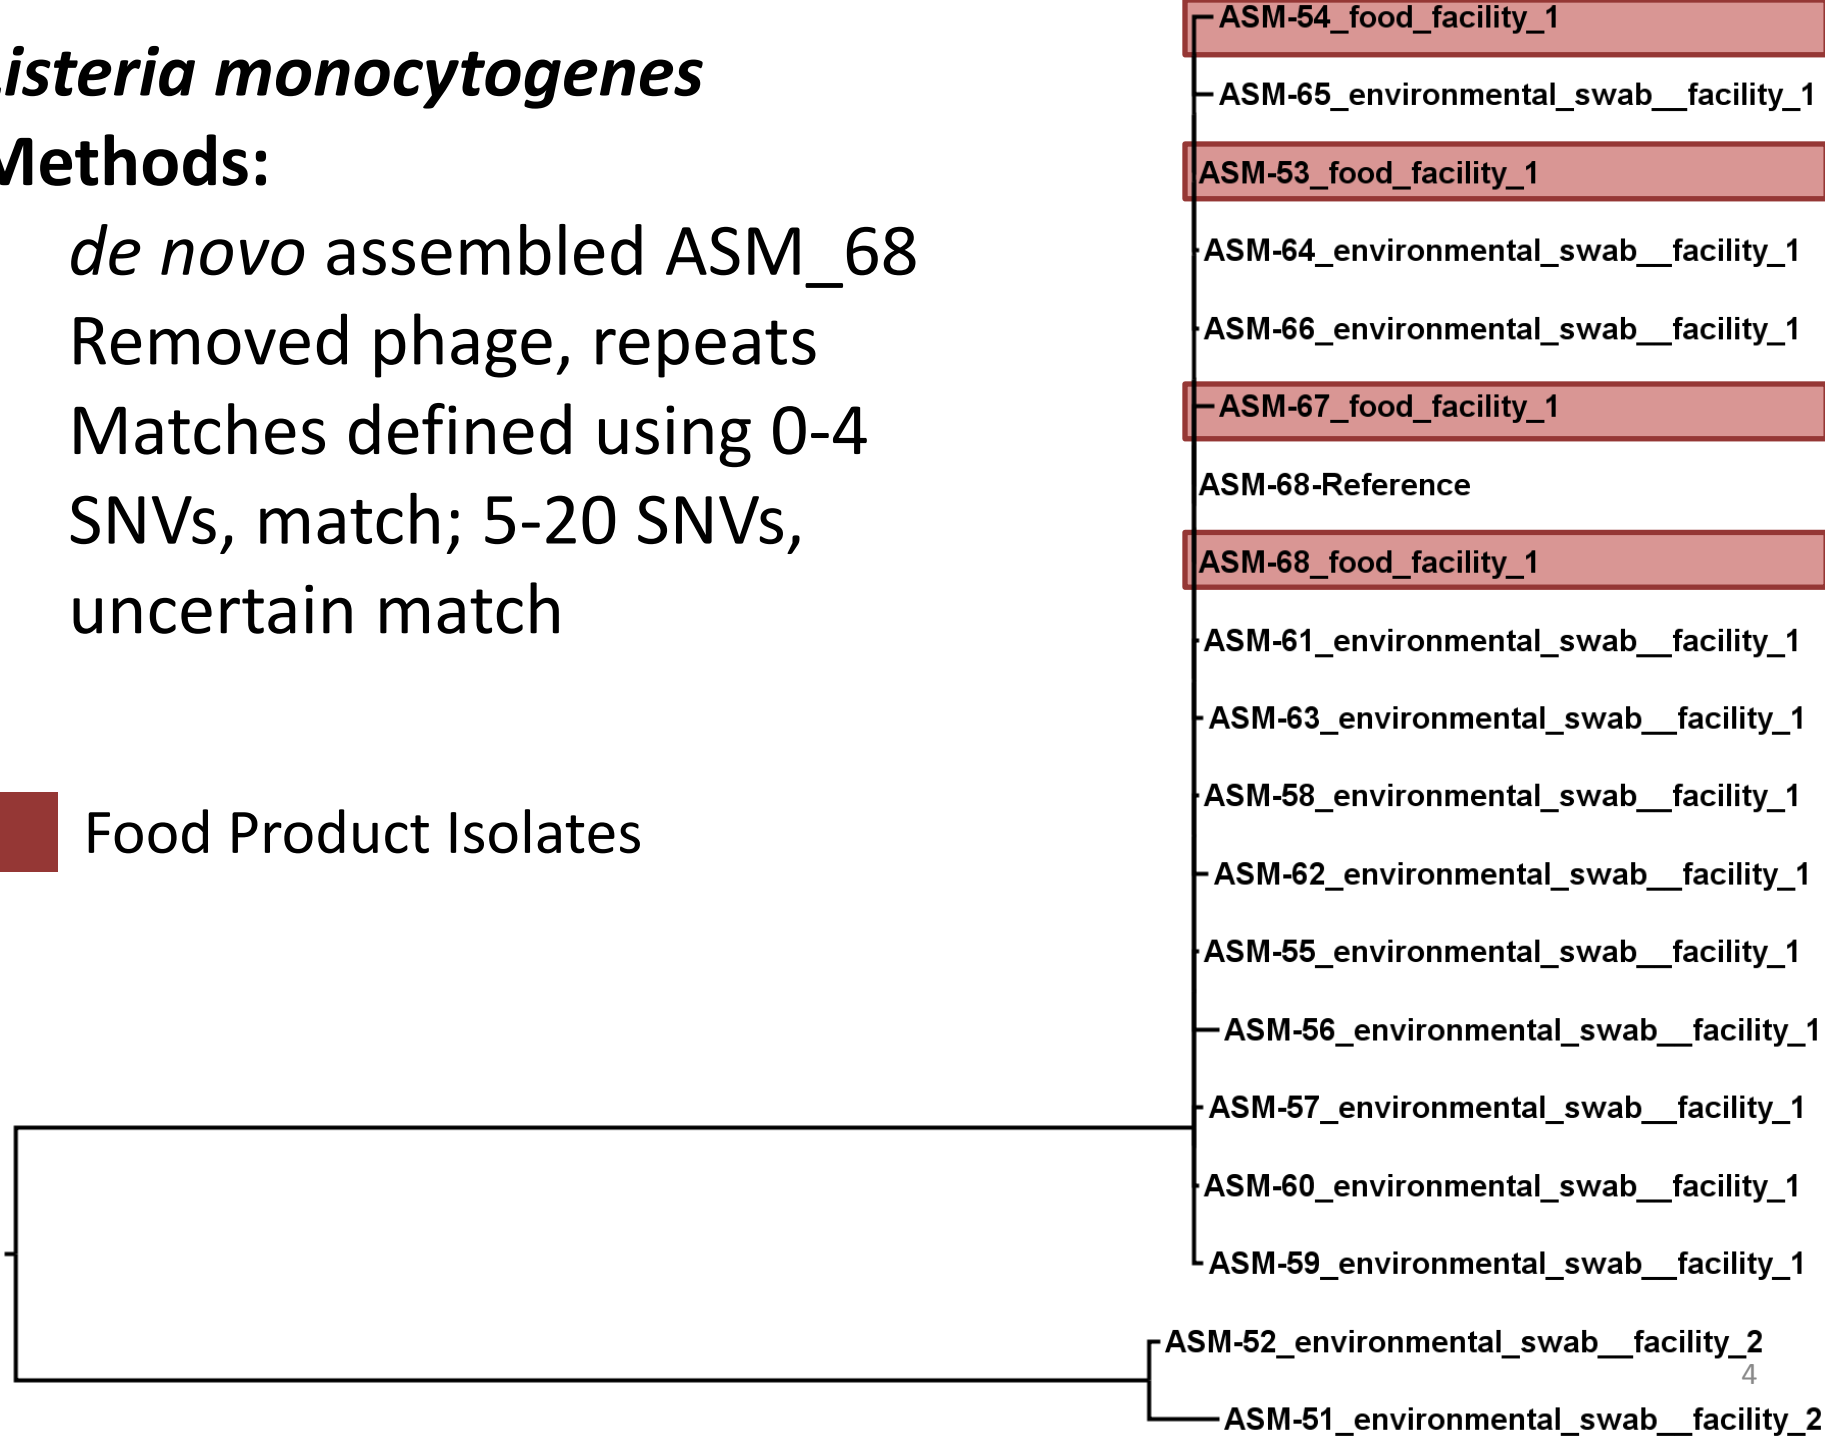 isteria monocytogenes
Methods:
de novo assembled ASM_68
Removed phage, repeats
Matches defined using 0-4
SNVs, match; 5-20 SNVs,
uncertain match
Food Product Isolates
ASM-54_food_facility_1
ASM-65_environmental_swab__facility_1
ASM-53_food_facility_1
ASM-64_environmental_swab__facility_1
ASM-66_environmental_swab__facility_1
ASM-67_food_facility_1
ASM-68-Reference
ASM-68_food_facility_1
ASM-61_environmental_swab__facility_1
ASM-63_environmental_swab__facility_1
ASM-58_environmental_swab__facility_1
ASM-62_environmental_swab__facility_1
ASM-55_environmental_swab__facility_1
ASM-56_environmental_swab__facility_1
ASM-57_environmental_swab__facility_1
ASM-60_environmental_swab__facility_1
ASM-59_environmental_swab__facility_1
ASM-52_environmental_swab__facility_2
4
ASM-51_environmental_swab__facility_2